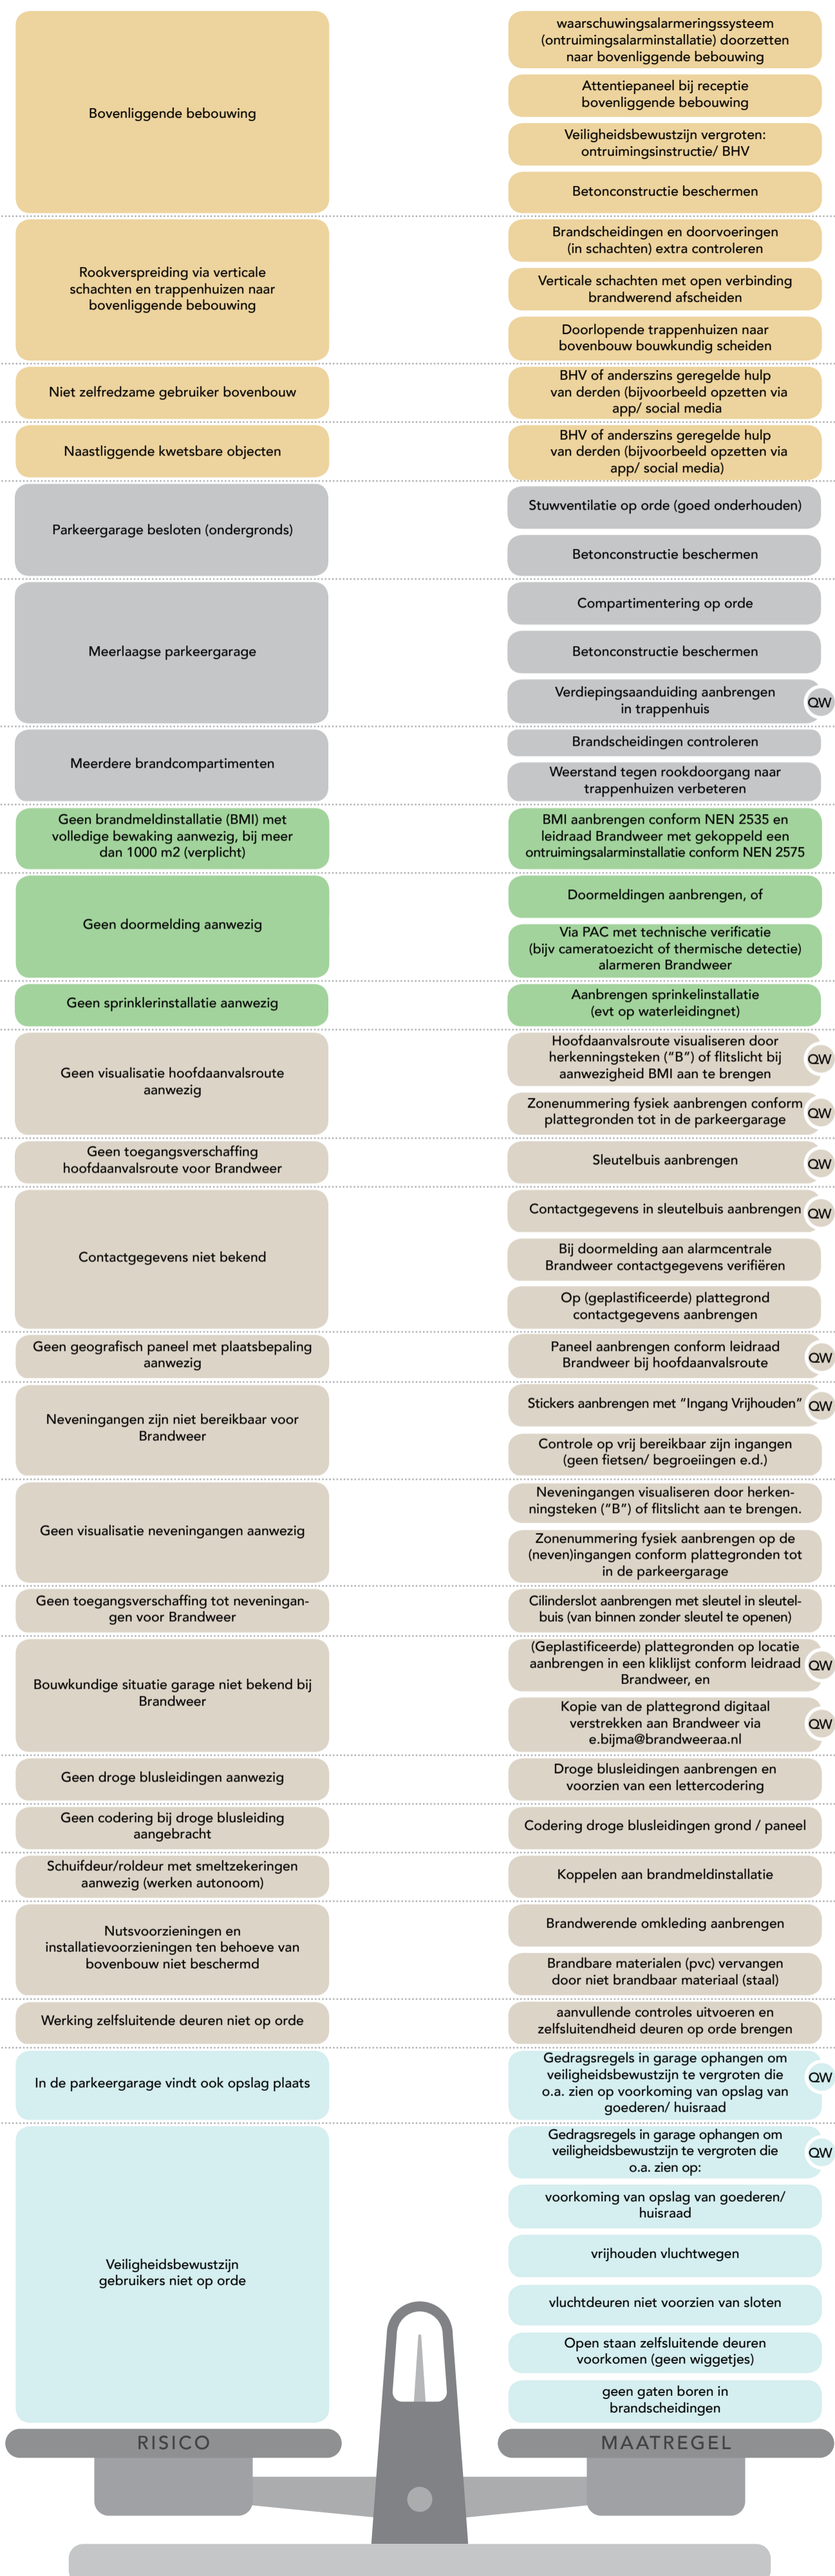 Bovenliggende bebouwing
waarschuwingsalarmeringssysteem
(ontruimingsalarminstallatie) doorzetten
naar bovenliggende bebouwing
Attentiepaneel bij receptie
bovenliggende bebouwing
Veiligheidsbewustzijn vergroten:
ontruimingsinstructie/ BHV
Betonconstructie beschermen
Rookverspreiding via verticale
schachten en trappenhuizen naar
bovenliggende bebouwing
Brandscheidingen en doorvoeringen
(in schachten) extra controleren
Verticale schachten met open verbinding
brandwerend afscheiden
Doorlopende trappenhuizen naar
bovenbouw bouwkundig scheiden
Niet zelfredzame gebruiker bovenbouw
BHV of anderszins geregelde hulp
van derden (bijvoorbeeld opzetten via
app/ social media
Naastliggende kwetsbare objecten
BHV of anderszins geregelde hulp
van derden (bijvoorbeeld opzetten via
app/ social media)
Parkeergarage besloten (ondergronds)
Stuwventilatie op orde (goed onderhouden)
Betonconstructie beschermen
Meerlaagse parkeergarage
Compartimentering op orde
Betonconstructie beschermen
Verdiepingsaanduiding aanbrengen
in trappenhuis
QW
Meerdere brandcompartimenten
Brandscheidingen controleren
Weerstand tegen rookdoorgang naar
trappenhuizen verbeteren
Geen brandmeldinstallatie (BMI) met
volledige bewaking aanwezig, bij meer
dan 1000 m2 (verplicht)
BMI aanbrengen conform NEN 2535 en
leidraad Brandweer met gekoppeld een
ontruimingsalarminstallatie conform NEN 2575
Geen doormelding aanwezig
Doormeldingen aanbrengen, of
Via PAC met technische verificatie
(bijv cameratoezicht of thermische detectie)
alarmeren Brandweer
Geen sprinklerinstallatie aanwezig
Aanbrengen sprinkelinstallatie
(evt op waterleidingnet)
Geen visualisatie hoofdaanvalsroute
aanwezig
Hoofdaanvalsroute visualiseren door
herkenningsteken (“B”) of flitslicht bij
aanwezigheid BMI aan te brengen
QW
Zonenummering fysiek aanbrengen conform
plattegronden tot in de parkeergarage
QW
Geen toegangsverschaffing
hoofdaanvalsroute voor Brandweer
Sleutelbuis aanbrengen
QW
Contactgegevens niet bekend
Contactgegevens in sleutelbuis aanbrengen
QW
Bij doormelding aan alarmcentrale
Brandweer contactgegevens verifiëren
Op (geplastificeerde) plattegrond
contactgegevens aanbrengen
Geen geografisch paneel met plaatsbepaling
aanwezig
Paneel aanbrengen conform leidraad
Brandweer bij hoofdaanvalsroute
QW
Neveningangen zijn niet bereikbaar voor
Brandweer
Stickers aanbrengen met “Ingang Vrijhouden”
QW
Controle op vrij bereikbaar zijn ingangen
(geen fietsen/ begroeiingen e.d.)
Geen visualisatie neveningangen aanwezig
Neveningangen visualiseren door herken-
ningsteken (“B”) of flitslicht aan te brengen.
Zonenummering fysiek aanbrengen op de
(neven)ingangen conform plattegronden tot
in de parkeergarage
Geen toegangsverschaffing tot neveningan-
gen voor Brandweer
Cilinderslot aanbrengen met sleutel in sleutel-
buis (van binnen zonder sleutel te openen)
Bouwkundige situatie garage niet bekend bij
Brandweer
(Geplastificeerde) plattegronden op locatie
aanbrengen in een kliklijst conform leidraad
Brandweer, en
QW
Kopie van de plattegrond digitaal
verstrekken aan Brandweer via
e.bijma@brandweeraa.nl
QW
Geen droge blusleidingen aanwezig
Droge blusleidingen aanbrengen en
voorzien van een lettercodering
Geen codering bij droge blusleiding
aangebracht
Codering droge blusleidingen grond / paneel
Schuifdeur/roldeur met smeltzekeringen
aanwezig (werken autonoom)
Koppelen aan brandmeldinstallatie
Nutsvoorzieningen en
installatievoorzieningen ten behoeve van
bovenbouw niet beschermd
Brandwerende omkleding aanbrengen
Brandbare materialen (pvc) vervangen
door niet brandbaar materiaal (staal)
Werking zelfsluitende deuren niet op orde
aanvullende controles uitvoeren en
zelfsluitendheid deuren op orde brengen
In de parkeergarage vindt ook opslag plaats
Gedragsregels in garage ophangen om
veiligheidsbewustzijn te vergroten die
o.a. zien op voorkoming van opslag van
goederen/ huisraad
QW
Veiligheidsbewustzijn
gebruikers niet op orde
Gedragsregels in garage ophangen om
veiligheidsbewustzijn te vergroten die
o.a. zien op:
QW
voorkoming van opslag van goederen/
huisraad
vrijhouden vluchtwegen
vluchtdeuren niet voorzien van sloten
Open staan zelfsluitende deuren
voorkomen (geen wiggetjes)
geen gaten boren in
brandscheidingen
RISICO
MAATREGEL